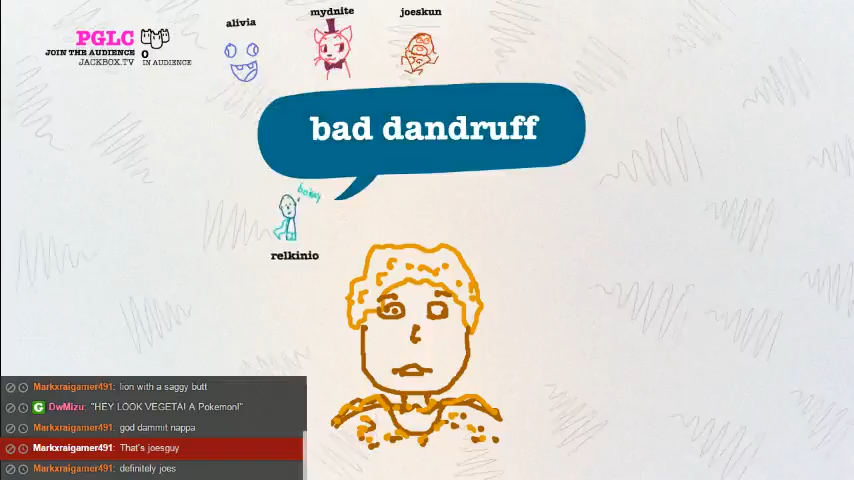 alivia
mydnite
joeskun
PGLC
JOIN THE AUDIENCE
JACKBOX.TV
0
IN AUDIENCE
bad dandruff
relkinio
Markxraigamer491: lion with a saggy butt
G DwMizu: "HEY LOOK VEGETA! A Pokemon!"
Markxraigamer491: god dammit nappa
Markxraigamer491: That's joesguy
Markxraigamer491: definitely joes